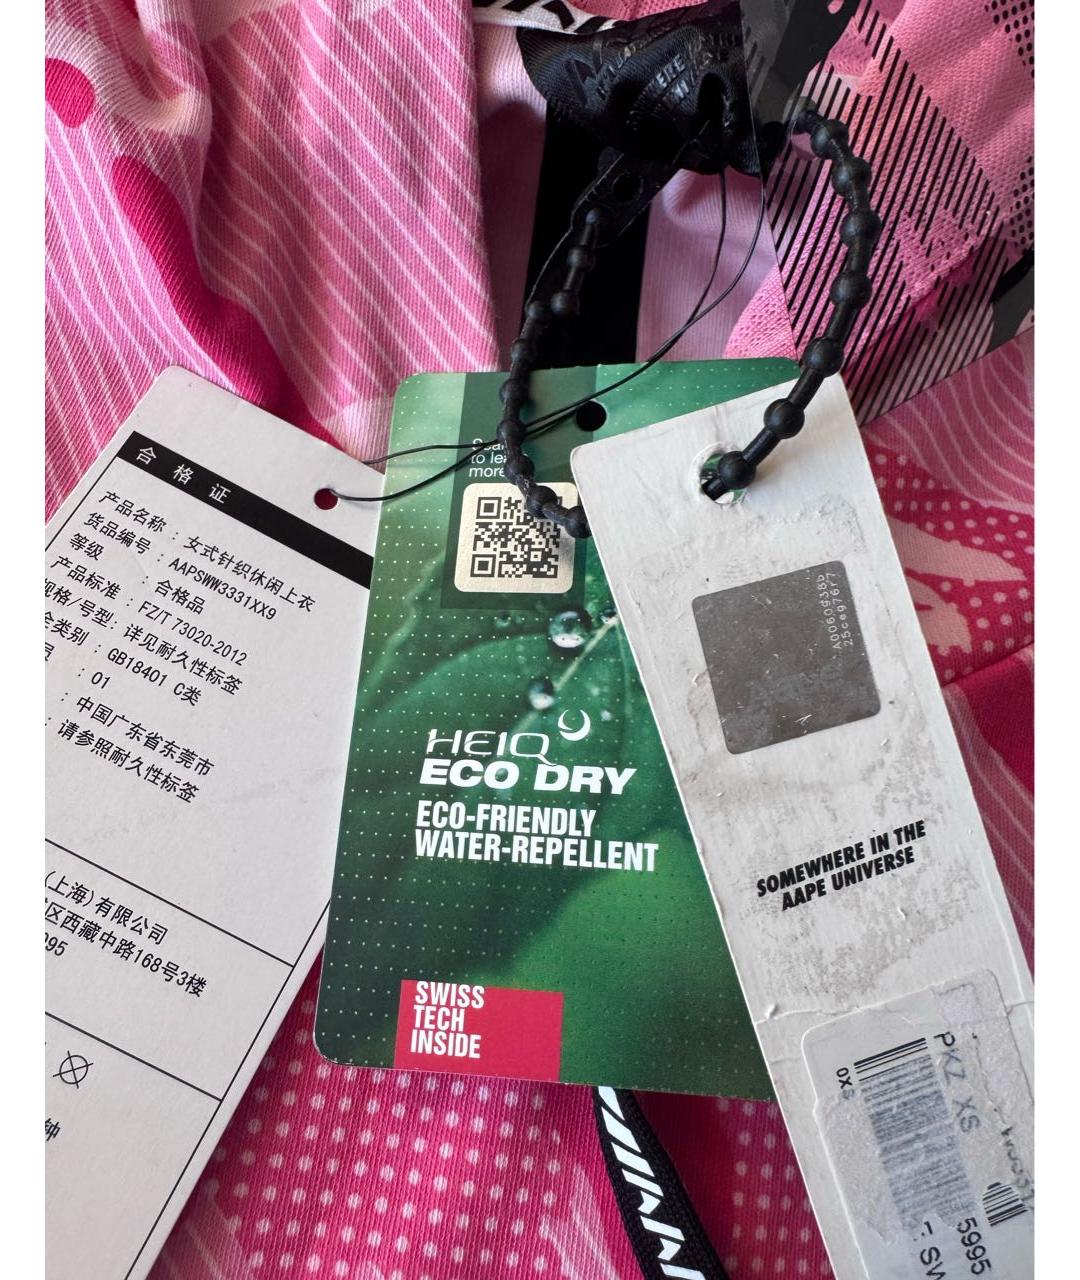 合格证
产品名称 : 女式针织休闲上衣
货品编号 : AAPSWW3331XX9
等级 : 合格品
产品标准 : FZ/T 73020-2012
规格/号型: 详见耐久性标签
类别 : GB18401 C类
: 01
: 中国广东省东莞市
: 请参照耐久性标签
(上海)有限公司
区西藏中路168号3楼
钟
to
more
HEIQ
ECO DRY
ECO-FRIENDLY
WATER-REPELLENT
SWISS
TECH
INSIDE
A0060938b
25ce976f7
SOMEWHERE IN THE
AAPE UNIVERSE
PKZ XS
0XS
5995